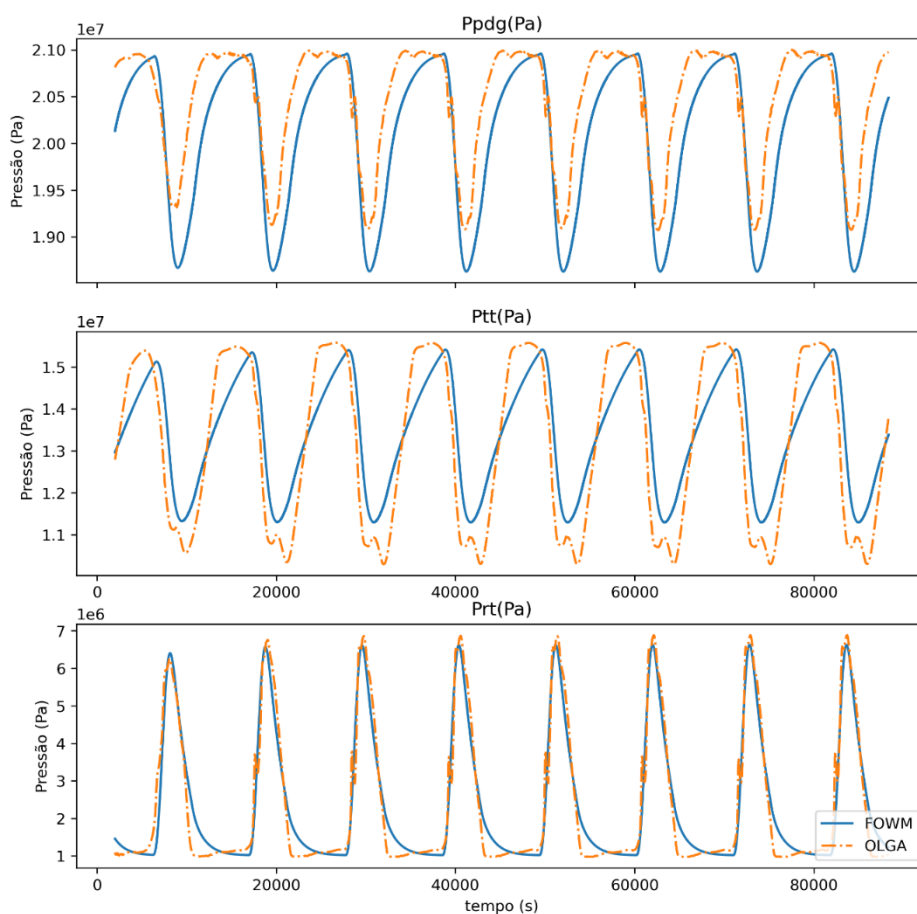 1e7
Ppdg(Pa)
2.10
2.05
2.00
1.95
1.90
Pressão (Pa)
1e7
Ptt(Pa)
1.5
1.4
1.3
1.2
1.1
Pressão (Pa)
0
20000
40000
60000
80000
1e6
Prt(Pa)
7
6
5
4
3
2
1
Pressão (Pa)
FOWM
OLGA
0
20000
40000
60000
80000
tempo (s)